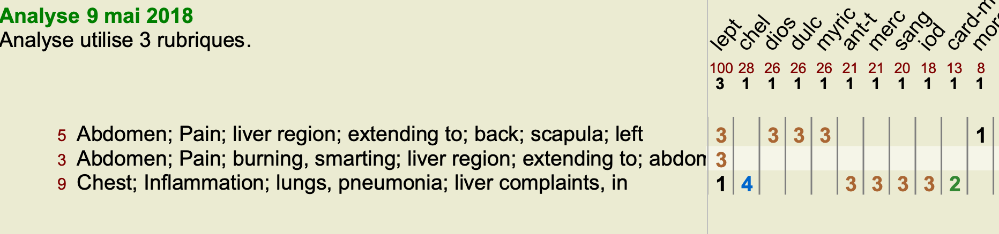 Analyse 9 mai 2018
Analyse utilise 3 rubriques.
lept chel dios dulc myric ant-t merc sang iod card-m
100 28 26 26 26 21 21 20 18 13 8
3 1 1 1 1 1 1 1 1 1 1
5 Abdomen; Pain; liver region; extending to; back; scapula; left 3 3 3 3 1
3 Abdomen; Pain; burning, smarting; liver region; extending to; 3
9 Chest; Inflammation; lungs, pneumonia; liver complaints, in 1 4 3 3 3 3 2